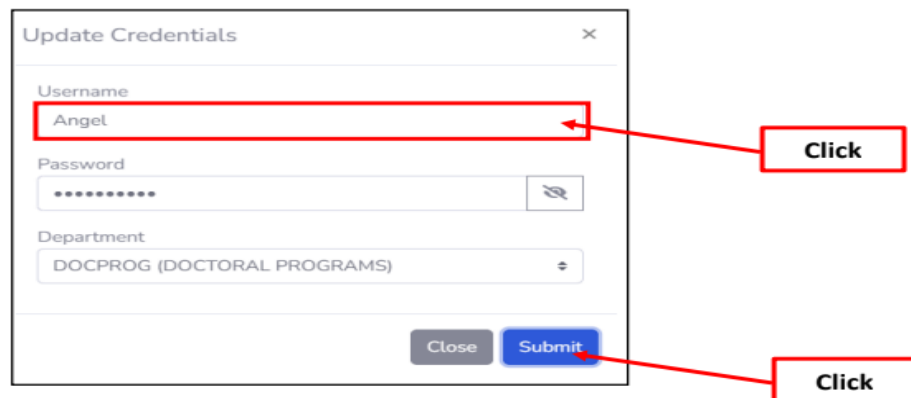 Update Credentials ×
Username
Angel
Click
Password
••••••••••
Department
DOCPROG (DOCTORAL PROGRAMS)
Close Submit
Click